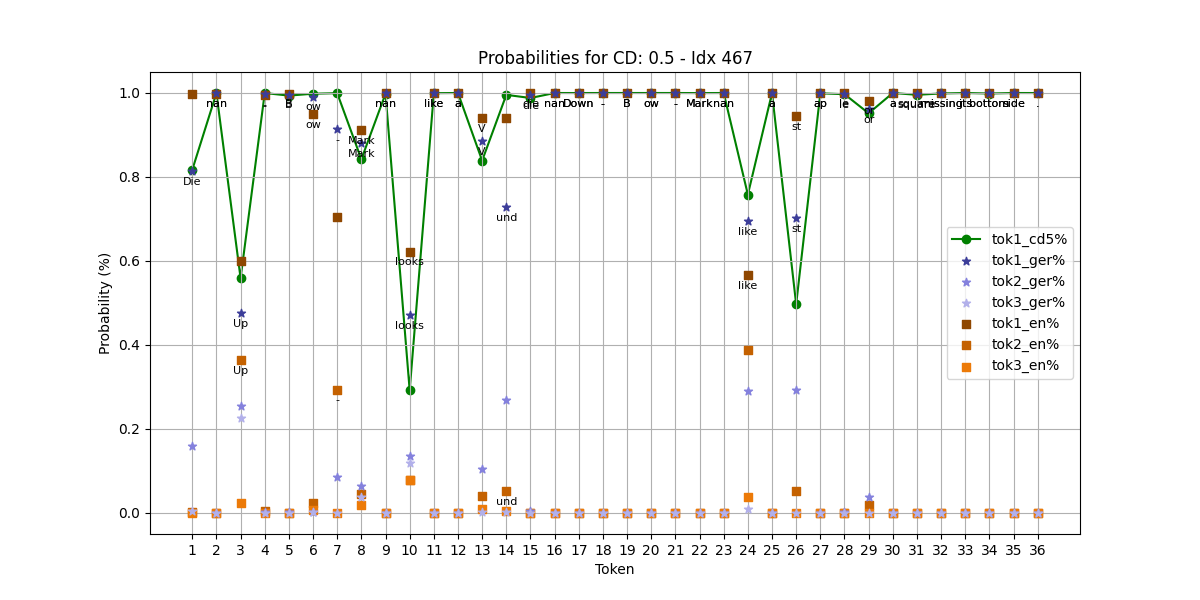 Probabilities for CD: 0.5 - Idx 467
Probability (%)
1.0
0.8
0.6
0.4
0.2
0.0
nan
-
B
nan
like a
die
nan
Down
-
B
ow
-
Mark
nan
a
ap
le
a
square
missing
its
bottom
side
.
ow
ow
V
V
or
st
-
Mark
Mark
Die
und
like
st
looks
looks
like
Up
Up
-
und
tok1_cd5%
tok1_ger%
tok2_ger%
tok3_ger%
tok1_en%
tok2_en%
tok3_en%
1 2 3 4 5 6 7 8 9 10 11 12 13 14 15 16 17 18 19 20 21 22 23 24 25 26 27 28 29 30 31 32 33 34 35 36
Token